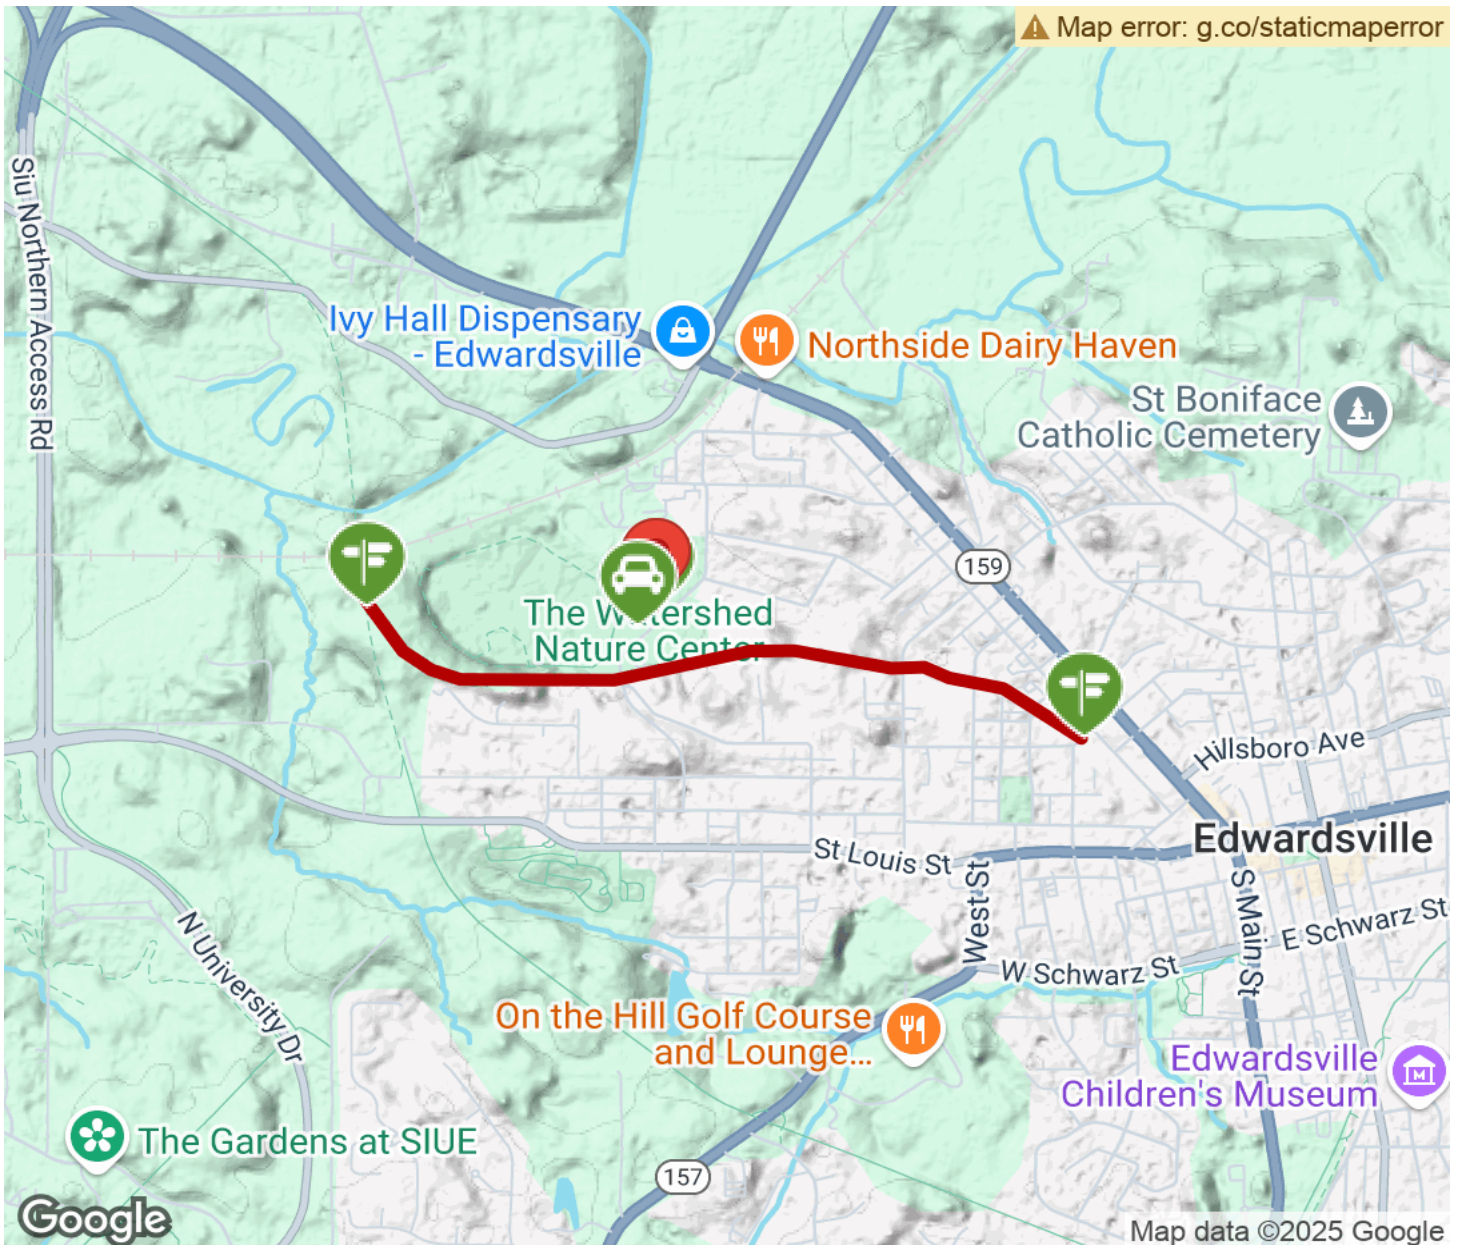 Map error: g.co/staticmaperror
Siu Northern Access Rd
Ivy Hall Dispensary
- Edwardsville
Northside Dairy Haven
St Boniface
Catholic Cemetery
159
The Watershed
Nature Center
Hillsboro Ave
Edwardsville
St Louis St
West St
S Main St
E Schwarz St
W Schwarz St
N University Dr
On the Hill Golf Course
and Lounge...
Edwardsville
Children's Museum
M
The Gardens at SIUE
157
Google
Map data ©2025 Google